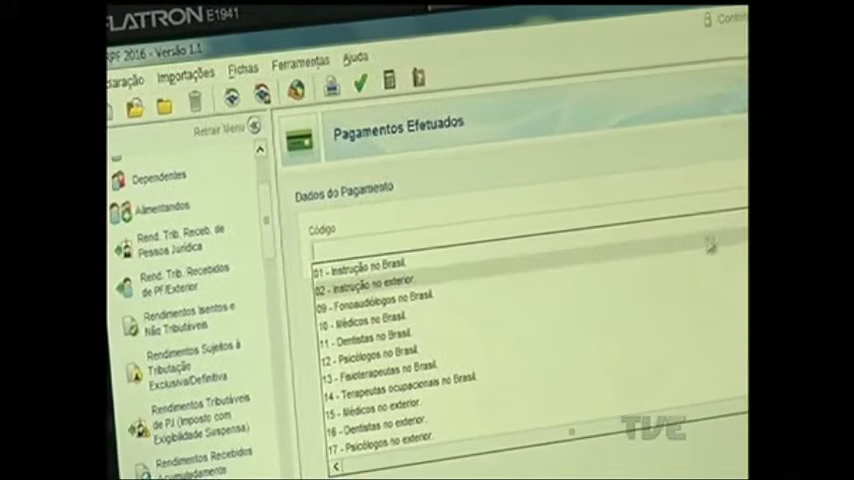 FLATRON E1941
RPF 2016 - Versão 1.1
Importações Fichas Ferramentas Ajuda
Retrair Menu
Pagamentos Efetuados
Dependentes
Alimentandos
Rend. Trib. Receb. de
Pessoa Jurídica
Rend. Trib. Recebidos
de PF/Exterior
Rendimentos Isentos e
Não Tributáveis
Rendimentos Sujeitos à
Tributação
Exclusiva/Definitiva
Rendimentos Tributáveis
de PJ (Imposto com
Exigibilidade Suspensa)
Rendimentos Recebidos
Acumuladamente
Dados do Pagamento
Código
01 - Instrução no Brasil.
02 - Instrução no exterior.
09 - Fonoaudiólogos no Brasil.
10 - Médicos no Brasil.
11 - Dentistas no Brasil.
12 - Psicólogos no Brasil.
13 - Fisioterapeutas no Brasil.
14 - Terapeutas ocupacionais no Brasil.
15 - Médicos no exterior.
16 - Dentistas no exterior.
17 - Psicólogos no exterior.
TVE